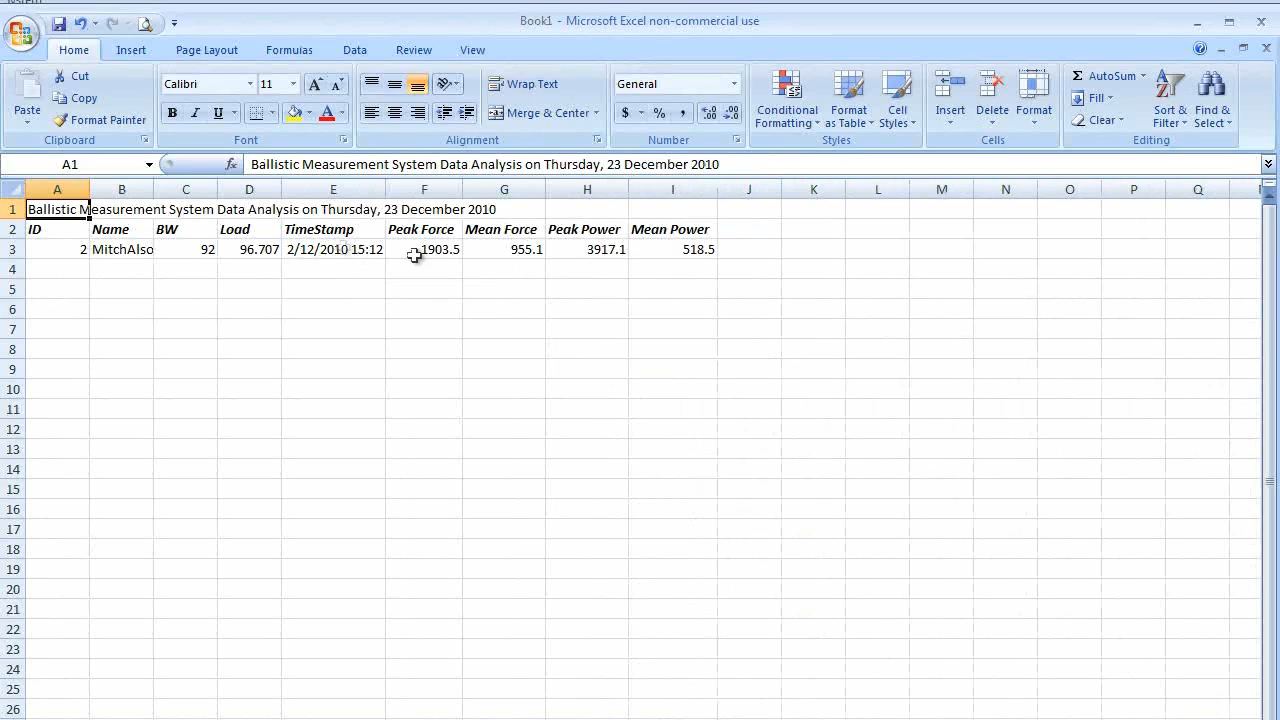 Book1 - Microsoft Excel non-commercial use
Home Insert Page Layout Formulas Data Review View
Paste
Cut
Copy
Format Painter
Clipboard
Calibri 11
B I U
Font
Wrap Text
Merge & Center
Alignment
General
$ % ,
Number
Conditional Formatting
Format as Table
Cell Styles
Styles
Insert Delete Format
Cells
Σ AutoSum
Fill
Clear
Sort & Filter
Find & Select
Editing
A1 fx Ballistic Measurement System Data Analysis on Thursday, 23 December 2010
A B C D E F G H I J K L M N O P Q
1 Ballistic Measurement System Data Analysis on Thursday, 23 December 2010
2 ID Name BW Load TimeStamp Peak Force Mean Force Peak Power Mean Power
3 2 MitchAlso 92 96.707 2/12/2010 15:12 1903.5 955.1 3917.1 518.5
4
5
6
7
8
9
10
11
12
13
14
15
16
17
18
19
20
21
22
23
24
25
26